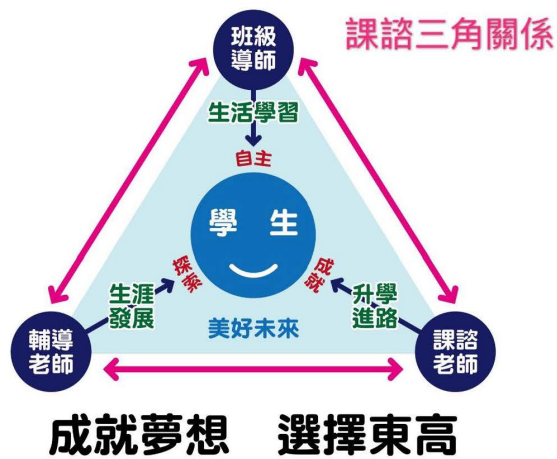 課諮三角關係
班級
導師
生活學習
自主
學 生
探索
成就
生涯
發展
升學
進路
美好未來
輔導
老師
課諮
老師
成就夢想 選擇東高